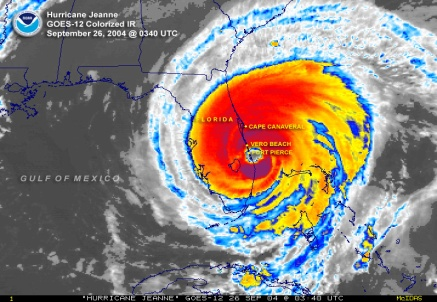 Hurricane Jeanne
GOES-12 Colorized IR
September 26, 2004 @ 0340 UTC
FLORIDA
CAPE CANAVERAL
VERO BEACH
FORT PIERCE
GULF OF MEXICO
1 "HURRICANE JEANNE" GOES-12 26 SEP 04 @ 03:40 UTC McIDAS